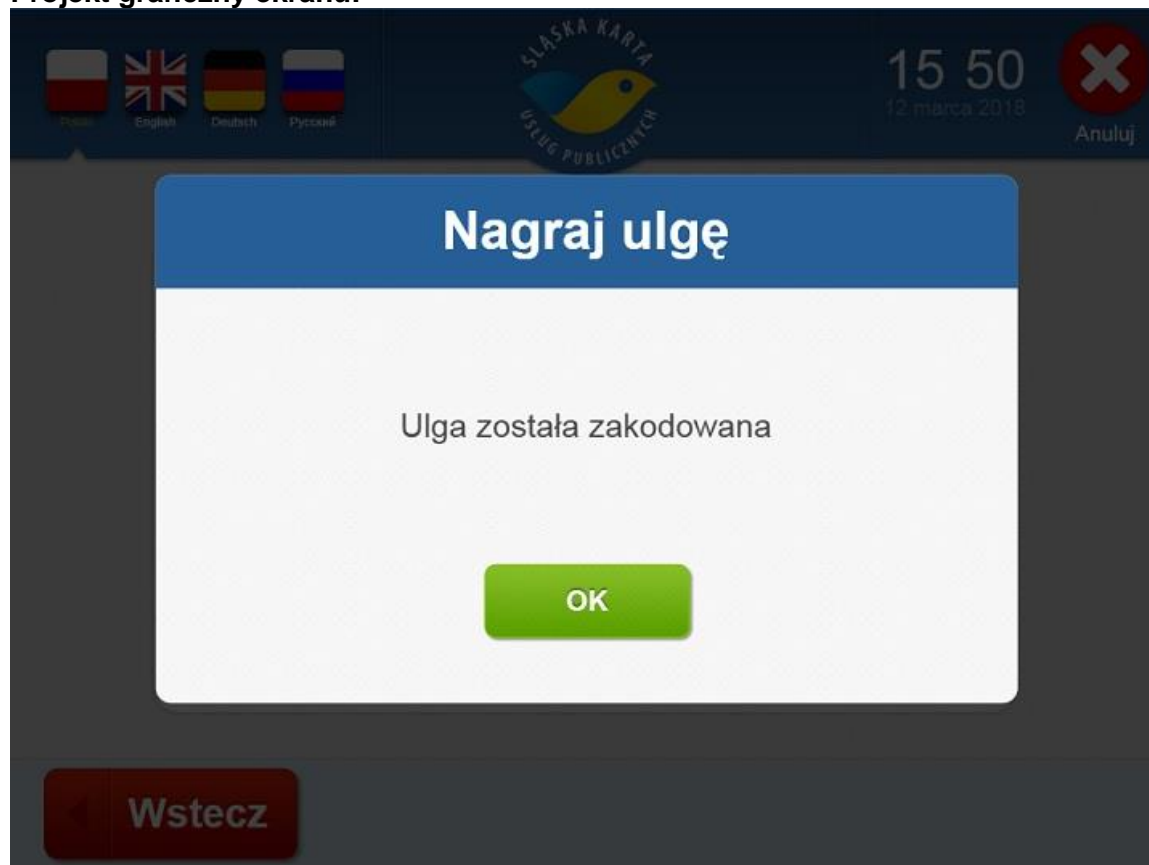 Projekt graficzny ekranu:
Polski
English
Deutsch
Русский
ŚLĄSKA KARTA
USŁUG PUBLICZNYCH
15 50
12 marca 2018
Anuluj
Nagraj ulgę
Ulga została zakodowana
OK
Wstecz